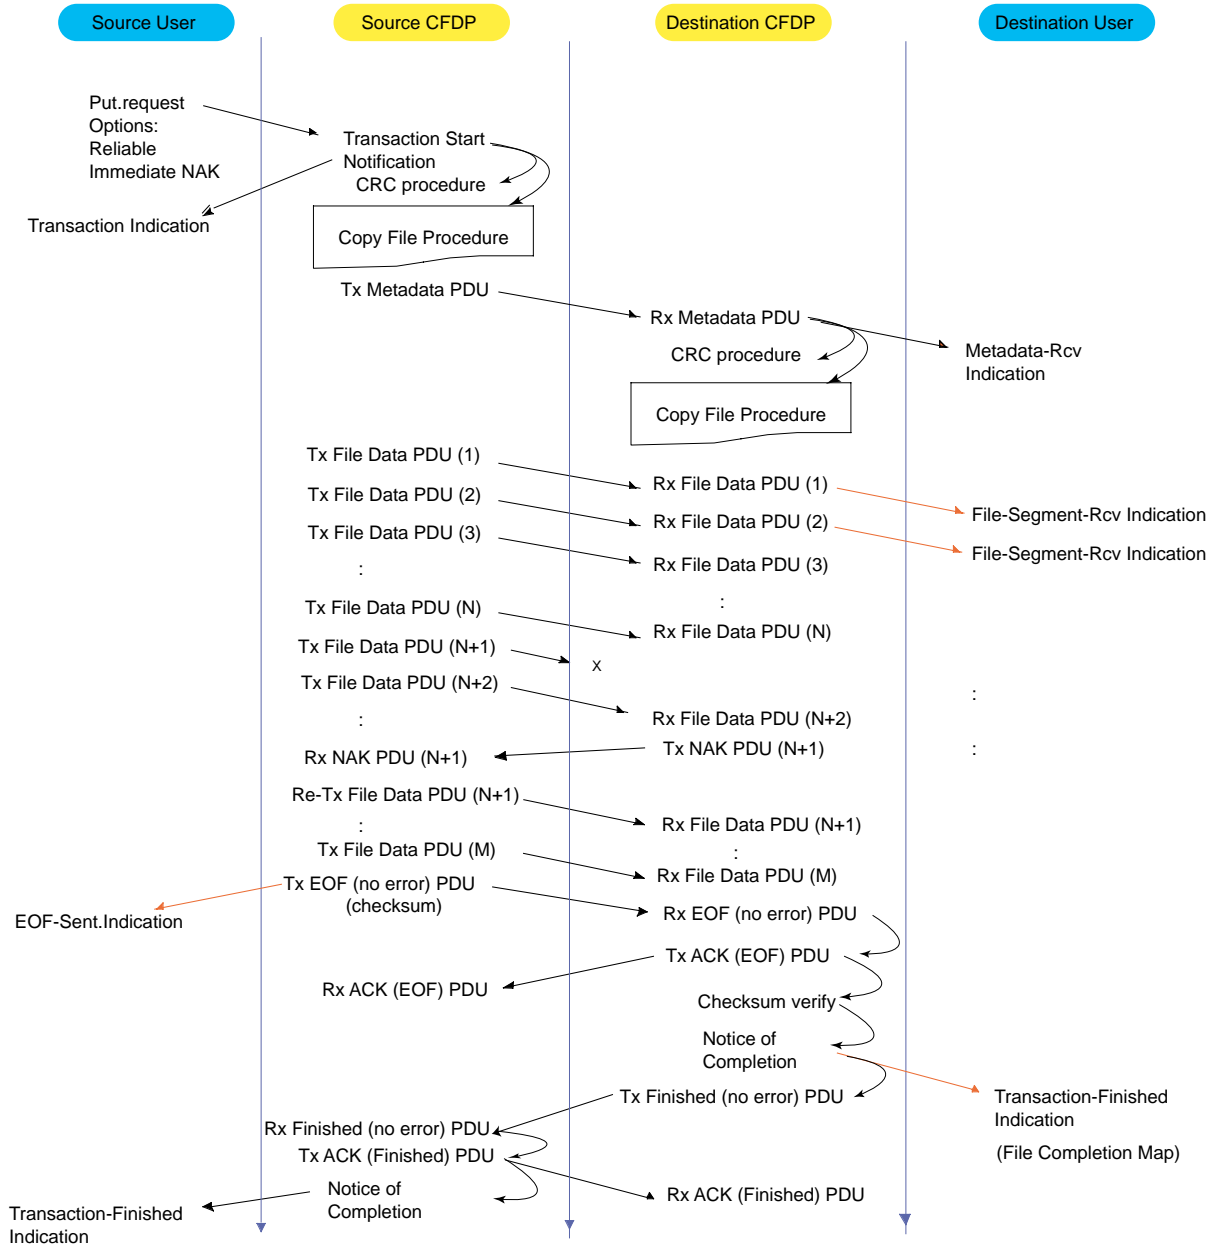 Source User
Source CFDP
Destination CFDP
Destination User
Put.request
Options:
Reliable
Immediate NAK
Transaction Start
Notification
CRC procedure
Transaction Indication
Copy File Procedure
Tx Metadata PDU
Rx Metadata PDU
CRC procedure
Metadata-Rcv
Indication
Copy File Procedure
Tx File Data PDU (1)
Rx File Data PDU (1)
Tx File Data PDU (2)
File-Segment-Rcv Indication
Rx File Data PDU (2)
Tx File Data PDU (3)
File-Segment-Rcv Indication
Rx File Data PDU (3)
:
:
Tx File Data PDU (N)
Rx File Data PDU (N)
Tx File Data PDU (N+1)
X
Tx File Data PDU (N+2)
:
:
Rx File Data PDU (N+2)
Tx NAK PDU (N+1)
:
Rx NAK PDU (N+1)
Re-Tx File Data PDU (N+1)
:
Rx File Data PDU (N+1)
:
Tx File Data PDU (M)
Rx File Data PDU (M)
Tx EOF (no error) PDU
(checksum)
EOF-Sent.Indication
Rx EOF (no error) PDU
Tx ACK (EOF) PDU
Rx ACK (EOF) PDU
Checksum verify
Notice of
Completion
Tx Finished (no error) PDU
Transaction-Finished
Indication
(File Completion Map)
Rx Finished (no error) PDU
Tx ACK (Finished) PDU
Notice of
Completion
Rx ACK (Finished) PDU
Transaction-Finished
Indication